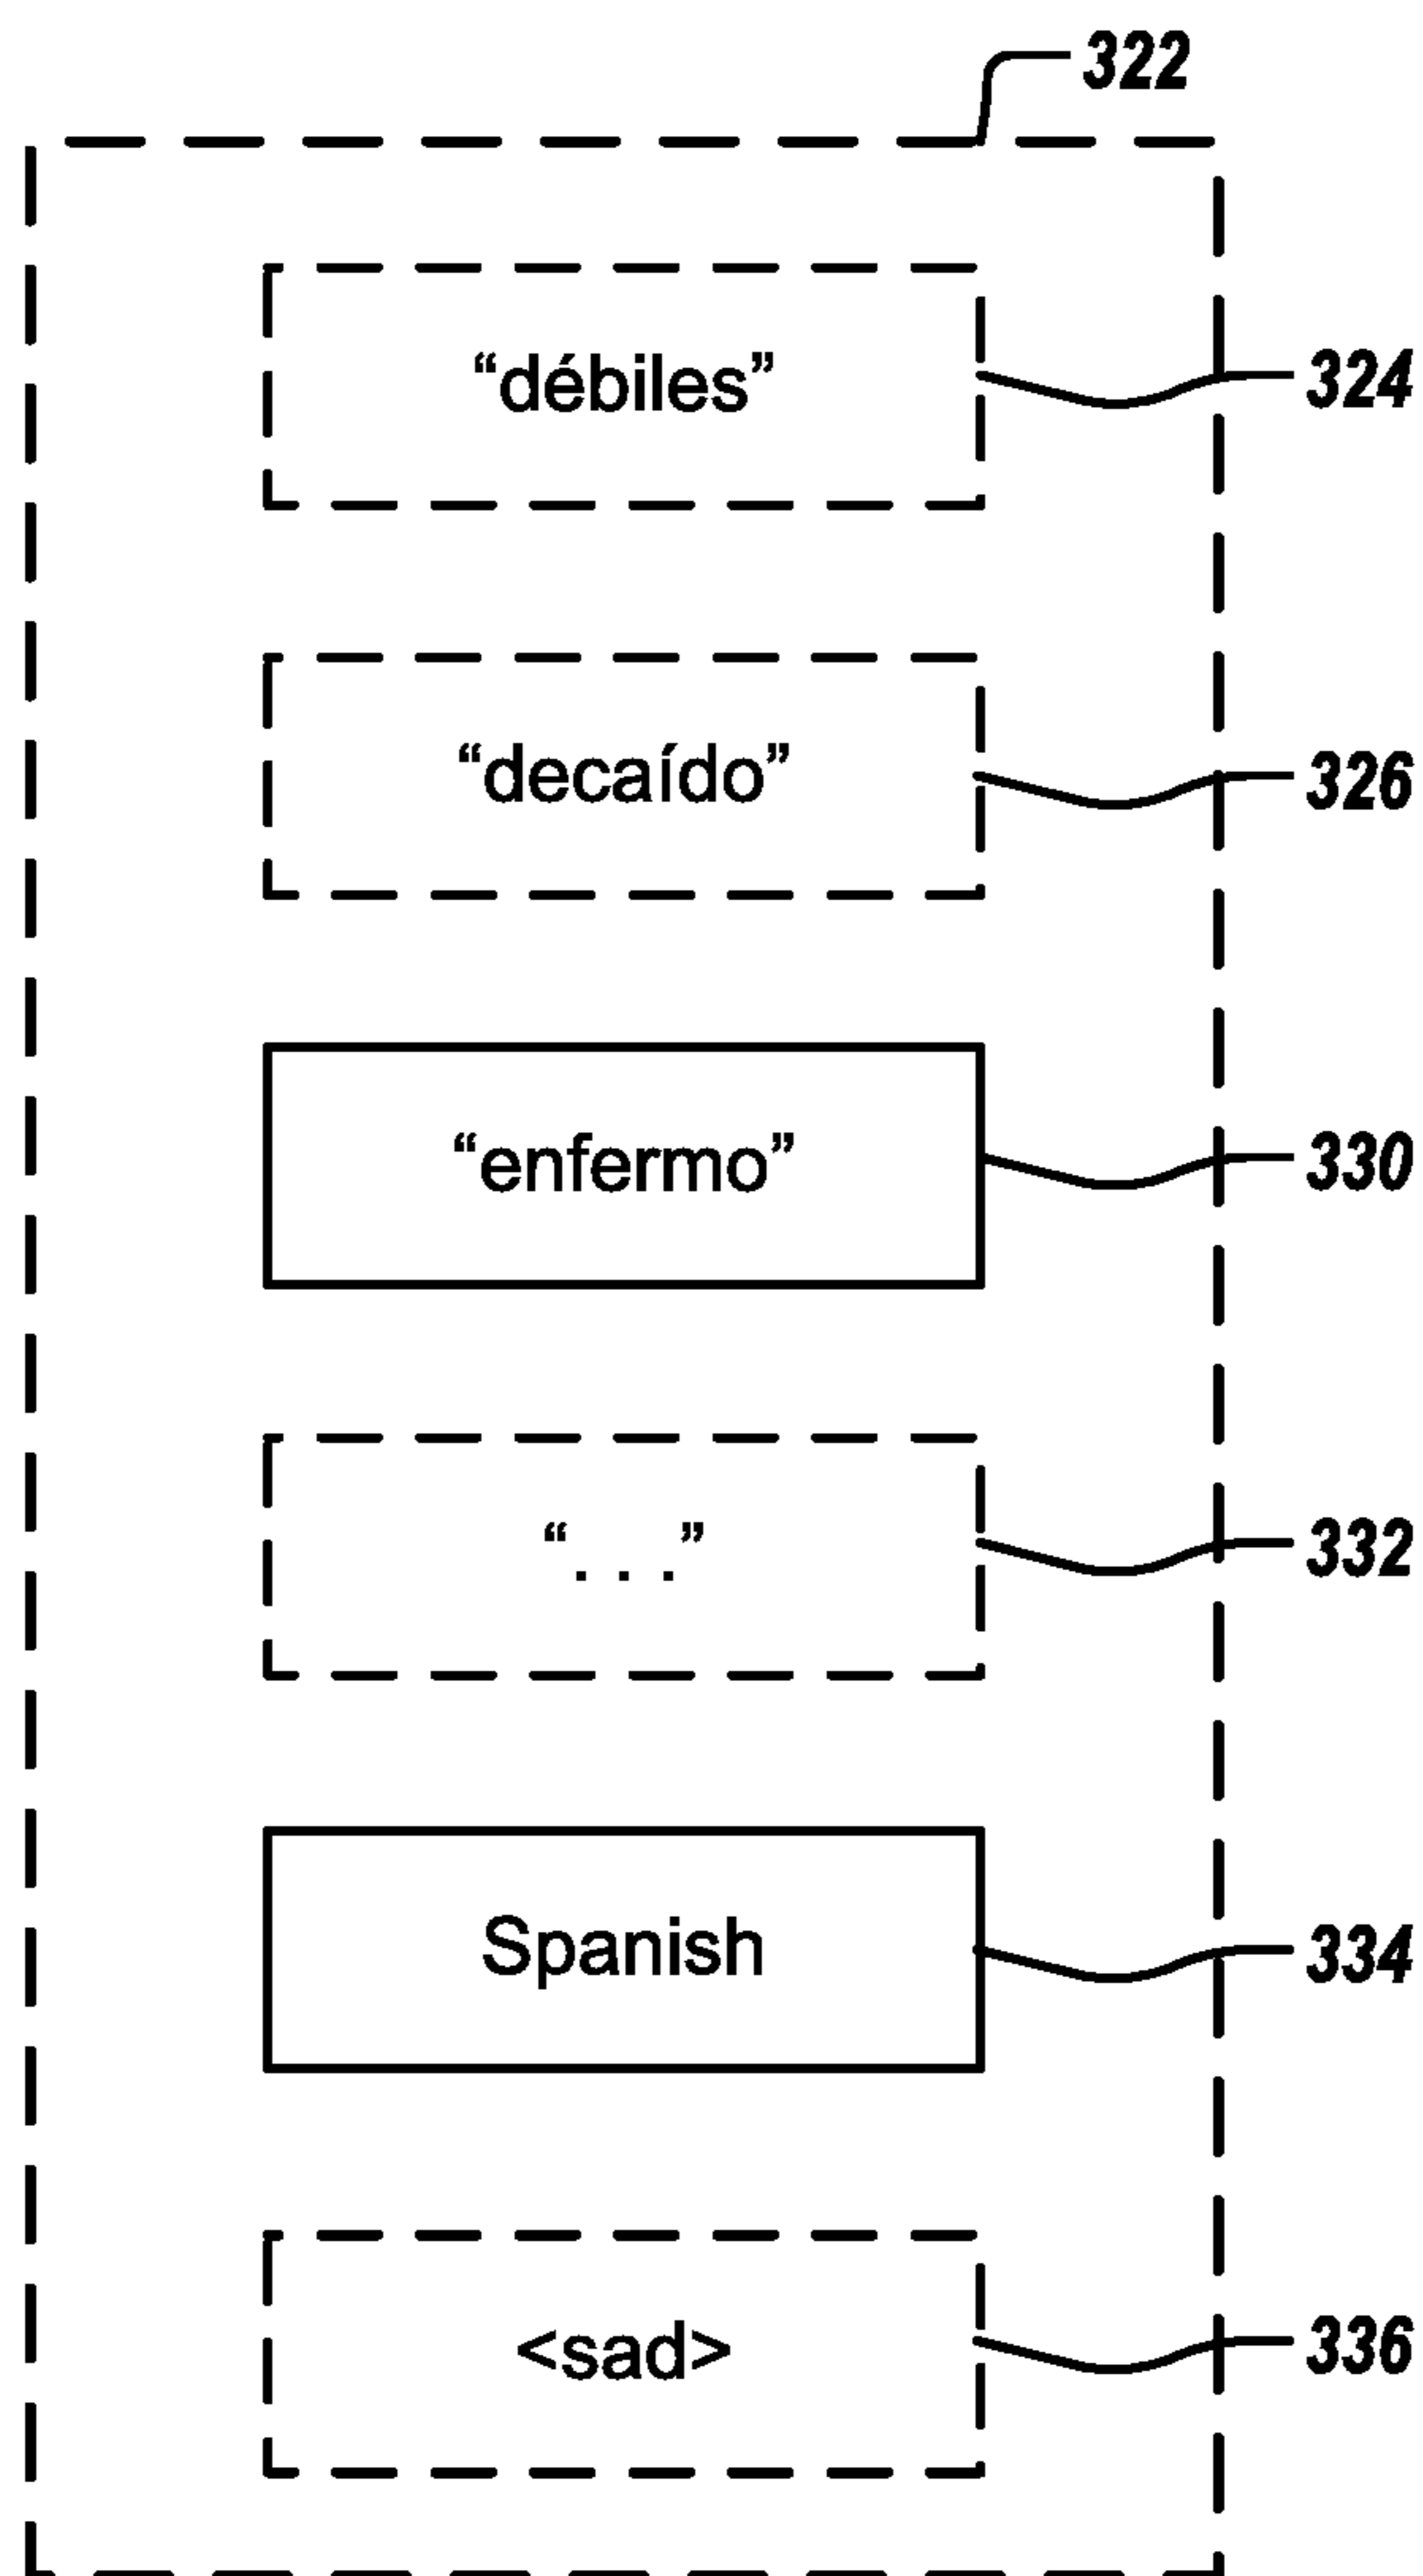 322
“débiles” 324
“decaído” 326
“enfermo” 330
“. . .” 332
Spanish 334
<sad> 336